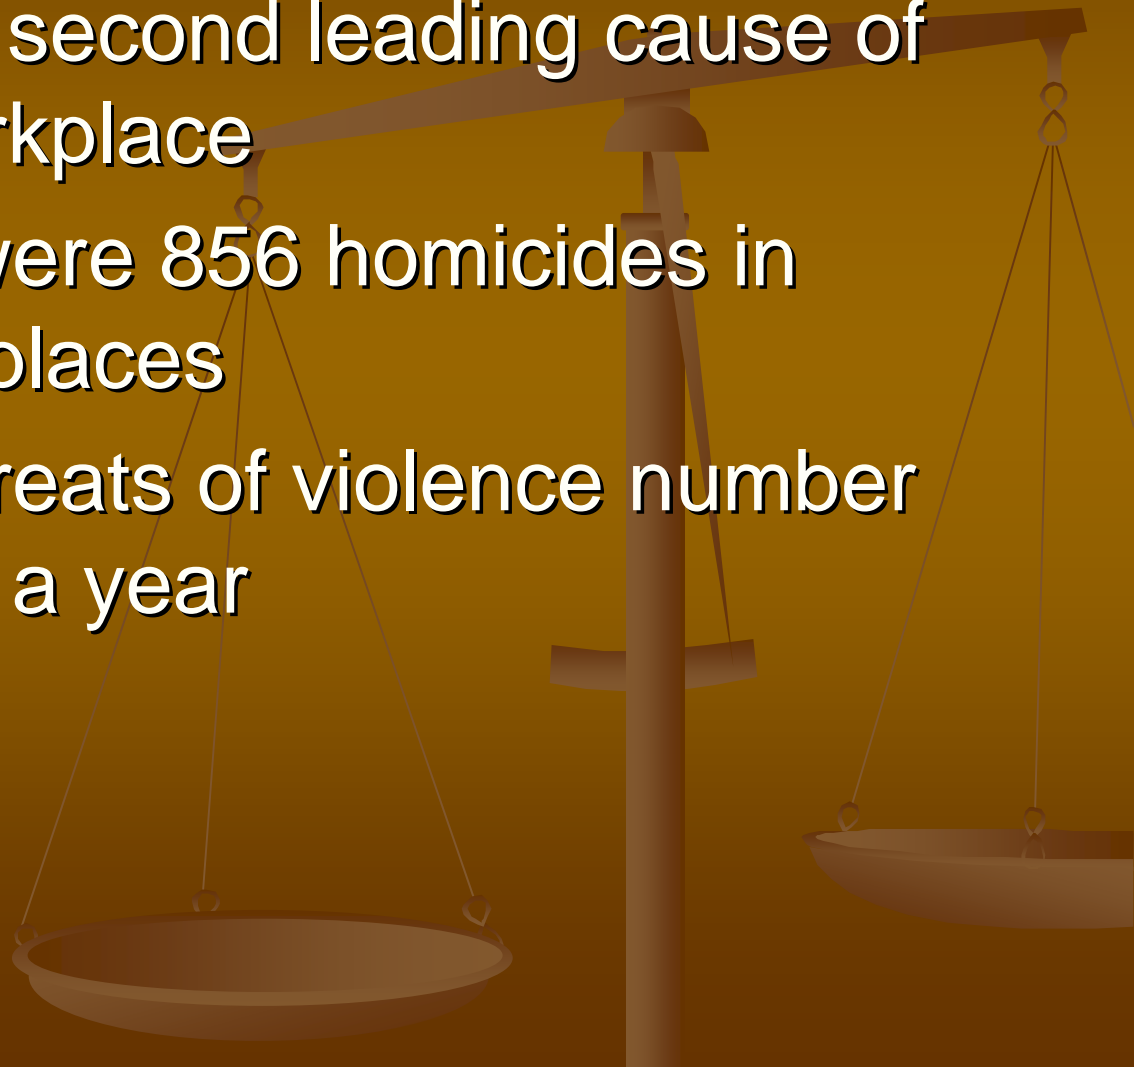 second leading cause of
rkplace
were 856 homicides in
places
reats of violence number
a year